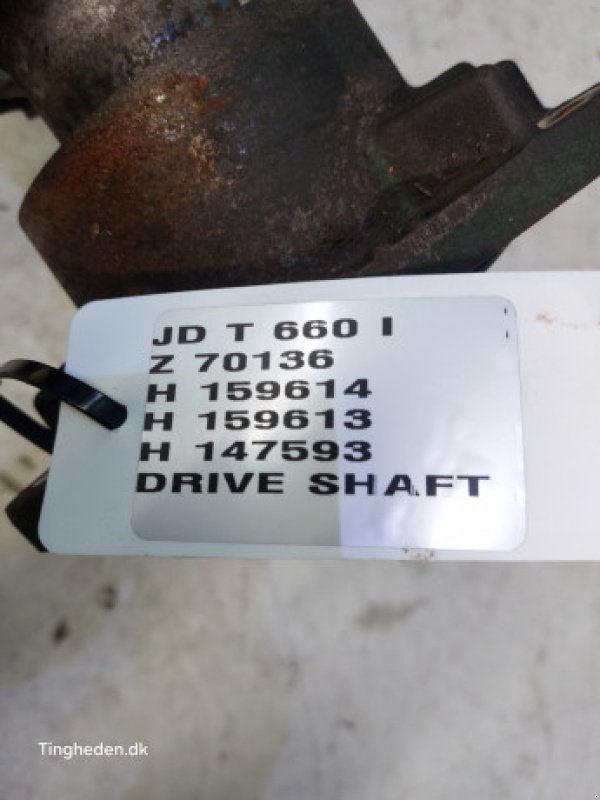 JD T 660 I
Z 70136
H 159614
H 159613
H 147593
DRIVE SHAFT
Tingheden.dk